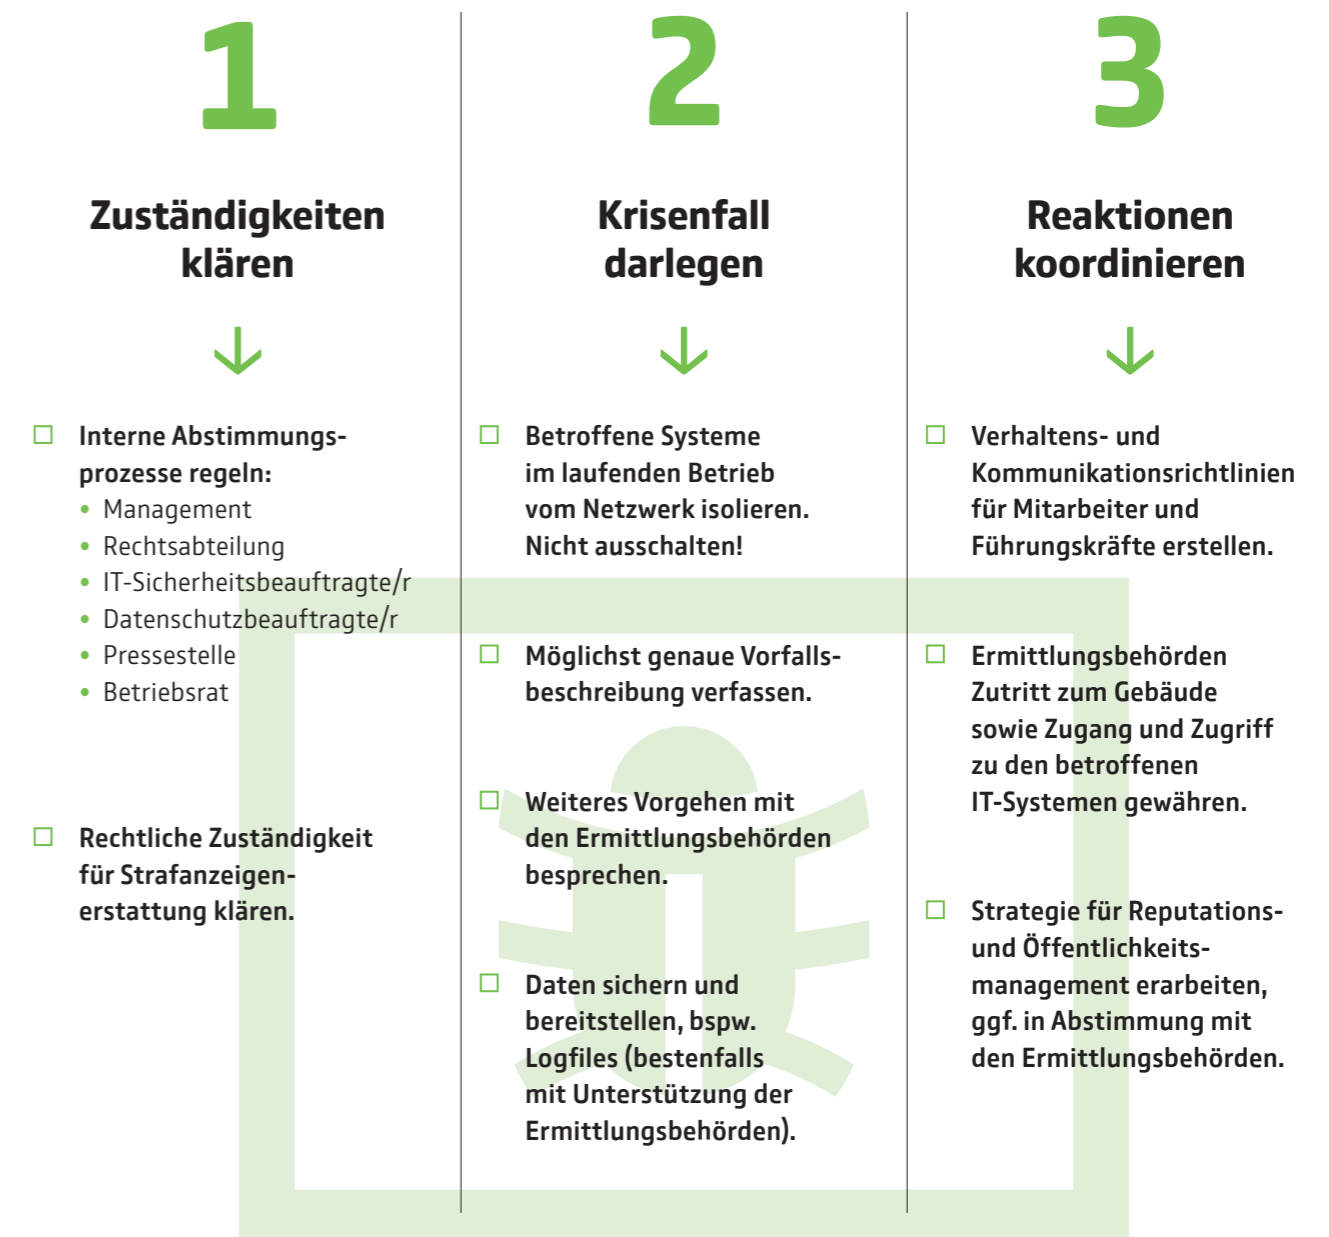 1
Zuständigkeiten
klären
Interne Abstimmungs-
prozesse regeln:
• Management
• Rechtsabteilung
• IT-Sicherheitsbeauftragte/r
• Datenschutzbeauftragte/r
• Pressestelle
• Betriebsrat
Rechtliche Zuständigkeit
für Strafanzeigen-
erstattung klären.
2
Krisenfall
darlegen
Betroffene Systeme
im laufenden Betrieb
vom Netzwerk isolieren.
Nicht ausschalten!
Möglichst genaue Vorfalls-
beschreibung verfassen.
Weiteres Vorgehen mit
den Ermittlungsbehörden
besprechen.
Daten sichern und
bereitstellen, bspw.
Logfiles (bestenfalls
mit Unterstützung der
Ermittlungsbehörden).
3
Reaktionen
koordinieren
Verhaltens- und
Kommunikationsrichtlinien
für Mitarbeiter und
Führungskräfte erstellen.
Ermittlungsbehörden
Zutritt zum Gebäude
sowie Zugang und Zugriff
zu den betroffenen
IT-Systemen gewähren.
Strategie für Reputations-
und Öffentlichkeits-
management erarbeiten,
ggf. in Abstimmung mit
den Ermittlungsbehörden.